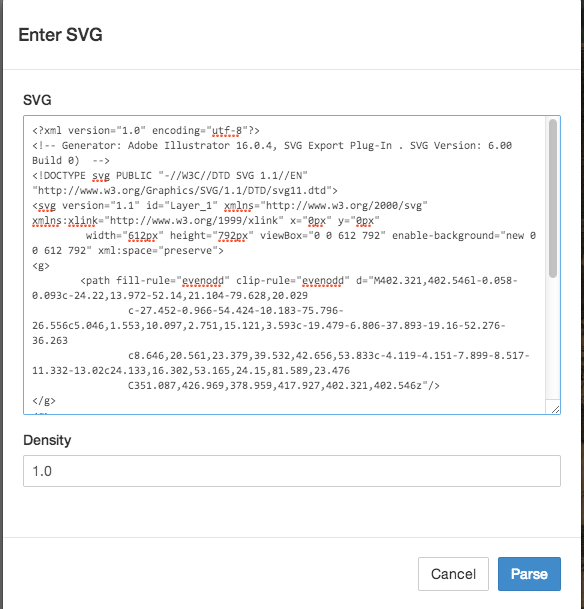 Enter SVG
SVG
<?xml version="1.0" encoding="utf-8"?>
<!-- Generator: Adobe Illustrator 16.0.4, SVG Export Plug-In . SVG Version: 6.00
Build 0)  -->
<!DOCTYPE svg PUBLIC "-//W3C//DTD SVG 1.1//EN"
"http://www.w3.org/Graphics/SVG/1.1/DTD/svg11.dtd">
<svg version="1.1" id="Layer_1" xmlns="http://www.w3.org/2000/svg"
xmlns:xlink="http://www.w3.org/1999/xlink" x="0px" y="0px"
width="612px" height="792px" viewBox="0 0 612 792" enable-background="new 0
0 612 792" xml:space="preserve">
<g>
<path fill-rule="evenodd" clip-rule="evenodd" d="M402.321,402.546l-0.058-
0.093c-24.22,13.972-52.14,21.104-79.628,20.029
c-27.452-0.966-54.424-10.183-75.796-
26.556c5.046,1.553,10.097,2.751,15.121,3.593c-19.479-6.806-37.893-19.16-52.276-
36.263
c8.646,20.561,23.379,39.532,42.656,53.833c-4.119-4.151-7.899-8.517-
11.332-13.02c24.133,16.302,53.165,24.15,81.589,23.476
C351.087,426.969,378.959,417.927,402.321,402.546z"/>
</g>
Density
1.0
Cancel
Parse